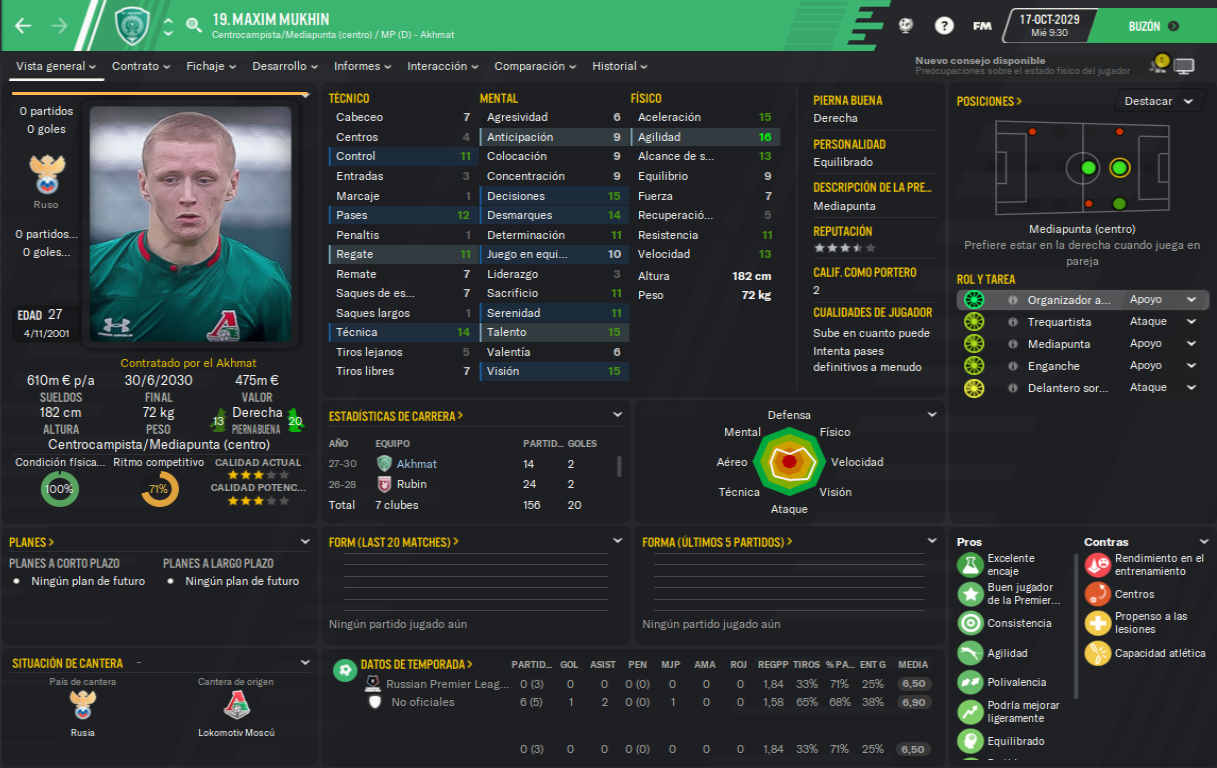 19. MAXIM MUKHIN
Centrocampista/Mediapunta (centro) / MP (D) - Akhmat
?
FM
17-OCT-2029
Mié 9:30
BUZÓN
Vista general
Contrato
Fichaje
Desarrollo
Informes
Interacción
Comparación
Historial
Nuevo consejo disponible
Preocupaciones sobre el estado físico del jugador
0 partidos
0 goles
Ruso
0 partidos...
0 goles...
EDAD 27
4/11/2001
Contratado por el Akhmat
610m € p/a
SUELDOS
30/6/2030
FINAL
475m €
VALOR
182 cm
ALTURA
72 kg
PESO
13
Derecha
PIERNA BUENA
20
Centrocampista/Mediapunta (centro)
Condición física...
100%
Ritmo competitivo
71%
CALIDAD ACTUAL
CALIDAD POTENC...
TÉCNICO
Cabeceo 7
Centros 4
Control 11
Entradas 3
Marcaje 1
Pases 12
Penaltis 1
Regate 11
Remate 7
Saques de es... 7
Saques largos 1
Técnica 14
Tiros lejanos 5
Tiros libres 7
MENTAL
Agresividad 6
Anticipación 9
Colocación 9
Concentración 9
Decisiones 15
Desmarques 14
Determinación 11
Juego en equi... 10
Liderazgo 3
Sacrificio 11
Serenidad 11
Talento 15
Valentía 6
Visión 15
FÍSICO
Aceleración 15
Agilidad 16
Alcance de s... 13
Equilibrio 9
Fuerza 7
Recuperació... 5
Resistencia 11
Velocidad 13
Altura 182 cm
Peso 72 kg
PIERNA BUENA
Derecha
PERSONALIDAD
Equilibrado
DESCRIPCIÓN DE LA PRE...
Mediapunta
REPUTACIÓN
CALIF. COMO PORTERO
2
CUALIDADES DE JUGADOR
Sube en cuanto puede
Intenta pases
definitivos a menudo
POSICIONES
Destacar
Mediapunta (centro)
Prefiere estar en la derecha cuando juega en
pareja
ROL Y TAREA
Organizador a... Apoyo
Trequartista Ataque
Mediapunta Apoyo
Enganche Apoyo
Delantero sor... Ataque
ESTADÍSTICAS DE CARRERA
AÑO EQUIPO PARTID... GOLES
27-30 Akhmat 14 2
26-28 Rubin 24 2
Total 7 clubes 156 20
Defensa
Físico
Velocidad
Visión
Ataque
Técnica
Aéreo
Mental
PLANES
PLANES A CORTO PLAZO
Ningún plan de futuro
PLANES A LARGO PLAZO
Ningún plan de futuro
FORM (LAST 20 MATCHES)
Ningún partido jugado aún
FORMA (ÚLTIMOS 5 PARTIDOS)
Ningún partido jugado aún
Pros
Excelente
encaje
Buen jugador
de la Premier...
Consistencia
Agilidad
Polivalencia
Podría mejorar
ligeramente
Equilibrado
Contras
Rendimiento en el
entrenamiento
Centros
Propenso a las
lesiones
Capacidad atlética
SITUACIÓN DE CANTERA -
País de cantera
Rusia
Cantera de origen
Lokomotiv Moscú
DATOS DE TEMPORADA
PARTID... GOL ASIST PEN MJP AMA ROJ REGPP TIROS % PA... ENT G MEDIA
Russian Premier Leag... 0 (3) 0 0 0 (0) 0 0 0 1,84 33% 71% 25% 6,50
No oficiales 6 (5) 1 2 0 (0) 1 0 0 1,58 65% 68% 38% 6,90
0 (3) 0 0 0 (0) 0 0 0 1,84 33% 71% 25% 6,50